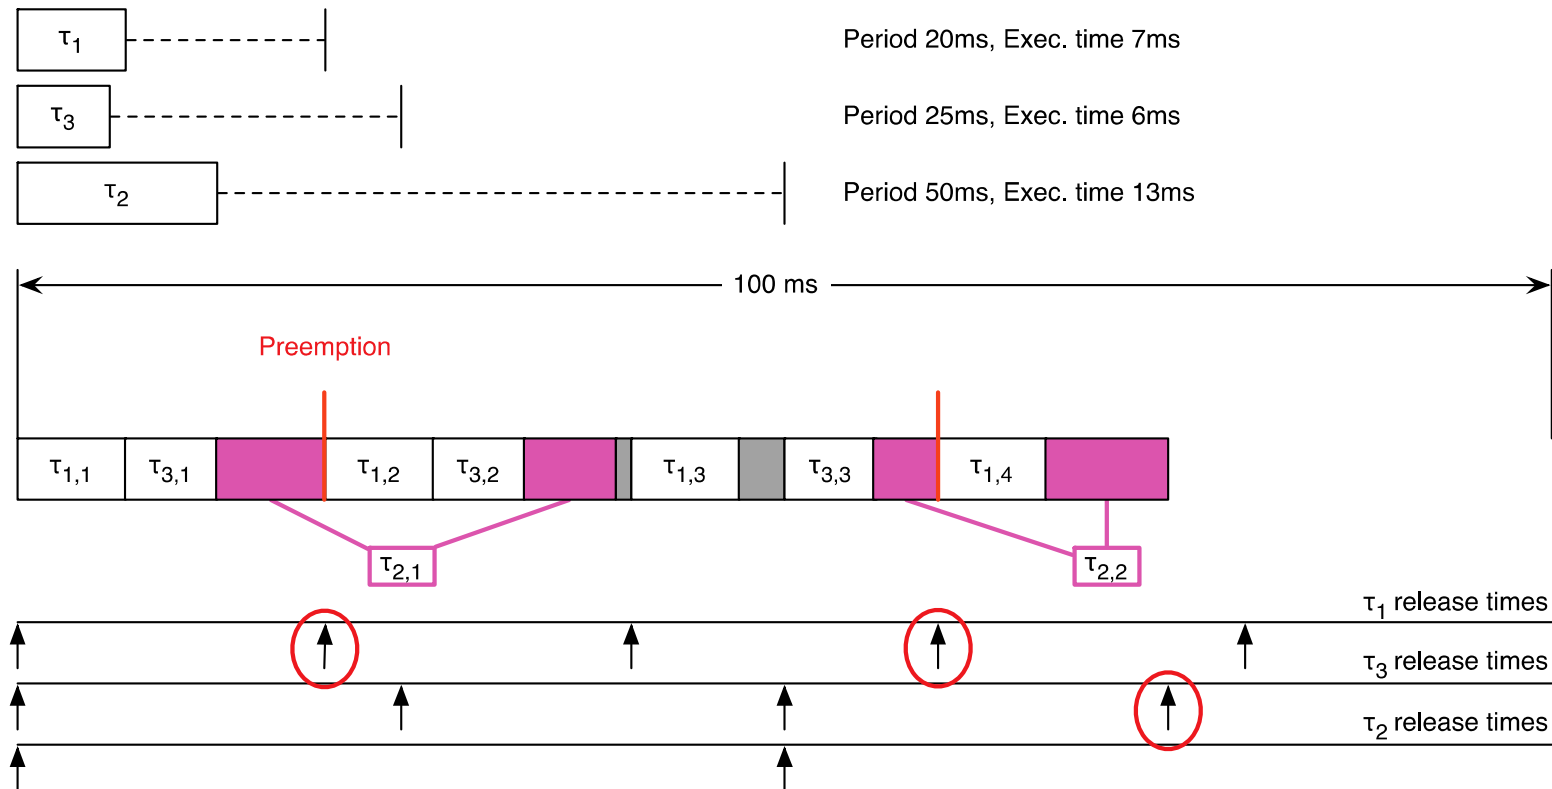 τ1 Period 20ms, Exec. time 7ms
τ3 Period 25ms, Exec. time 6ms
τ2 Period 50ms, Exec. time 13ms
100 ms
Preemption
τ1,1 τ3,1 τ1,2 τ3,2 τ1,3 τ3,3 τ1,4
τ2,1 τ2,2
τ1 release times
τ3 release times
τ2 release times